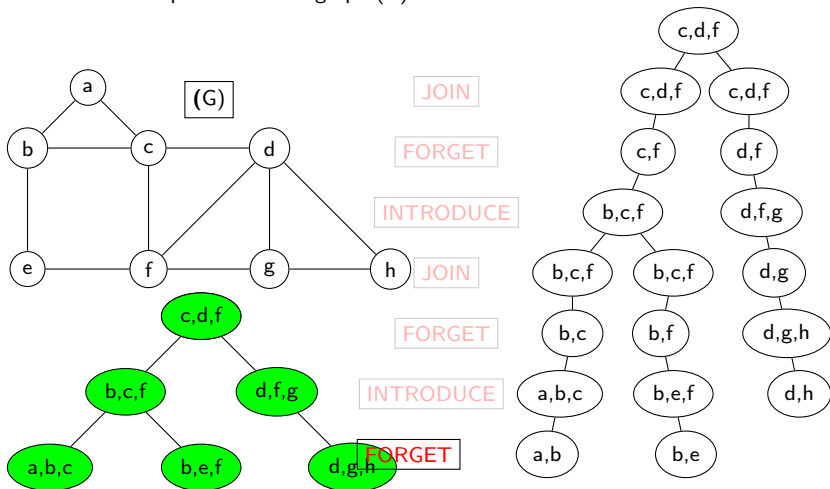 c,d,f
a
(G)
JOIN
c,d,f
c,d,f
b
c
d
FORGET
c,f
d,f
INTRODUCE
b,c,f
d,f,g
e
f
g
h
JOIN
b,c,f
b,c,f
d,g
c,d,f
FORGET
b,c
b,f
d,g,h
b,c,f
d,f,g
INTRODUCE
a,b,c
b,e,f
d,h
a,b,c
b,e,f
d,g,h
FORGET
a,b
b,e